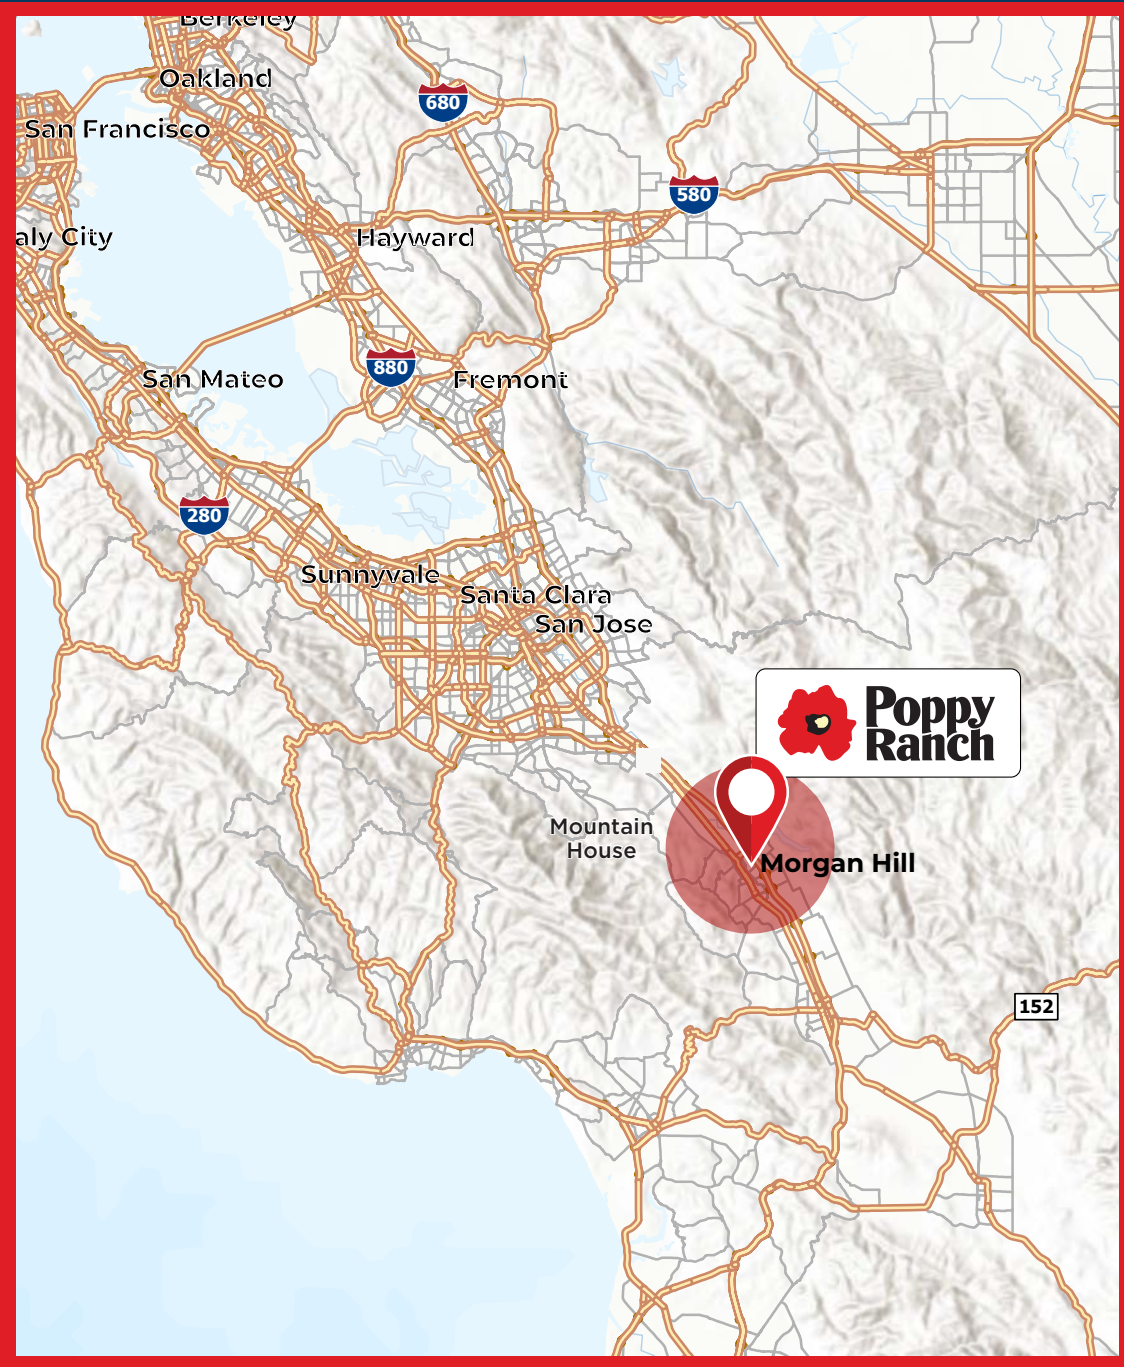 Berkeley
Oakland
680
San Francisco
580
aly City
Hayward
880
San Mateo
Fremont
280
Sunnyvale
Santa Clara
San Jose
Poppy
Ranch
Mountain
House
Morgan Hill
152